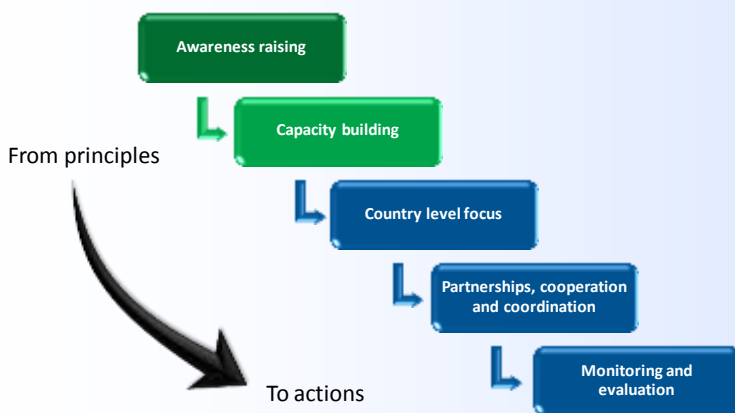 Awareness raising
Capacity building
From principles
Country level focus
Partnerships, cooperation
and coordination
Monitoring and
evaluation
To actions